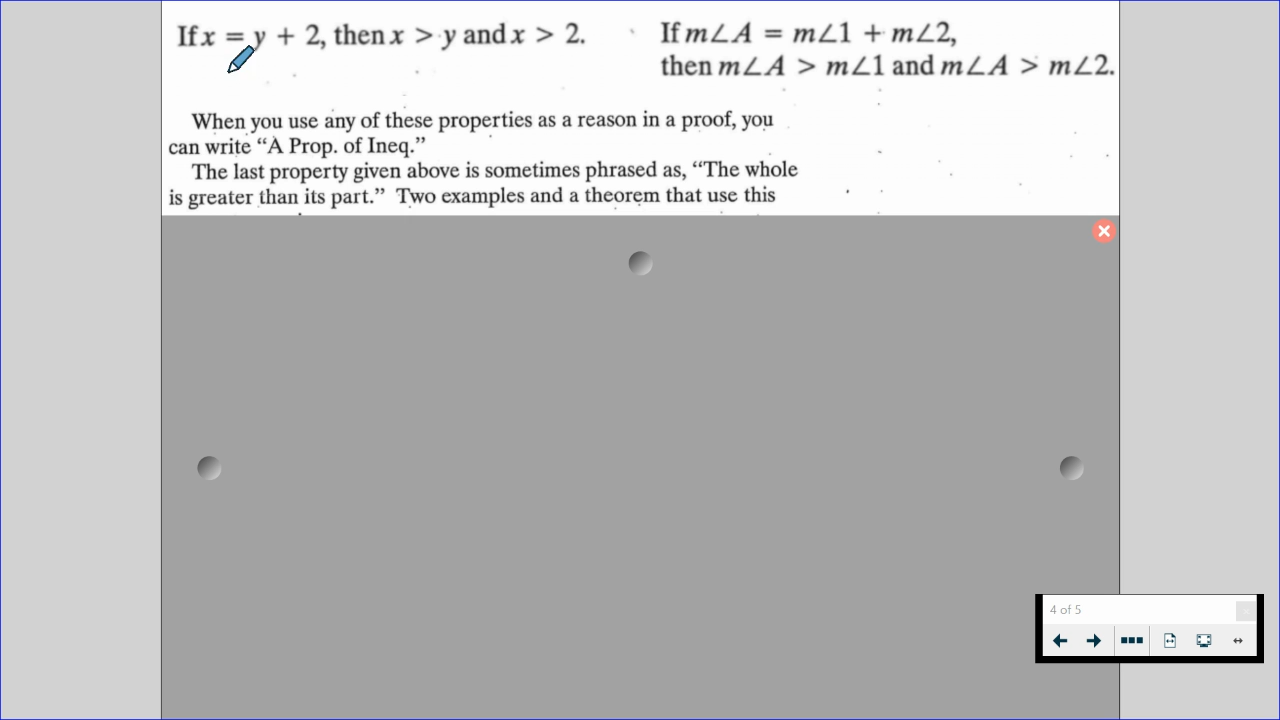 If x = y + 2, then x > y and x > 2.
If m∠A = m∠1 + m∠2,
then m∠A > m∠1 and m∠A > m∠2.
When you use any of these properties as a reason in a proof, you
can write “A Prop. of Ineq.”
The last property given above is sometimes phrased as, “The whole
is greater than its part.” Two examples and a theorem that use this
4 of 5